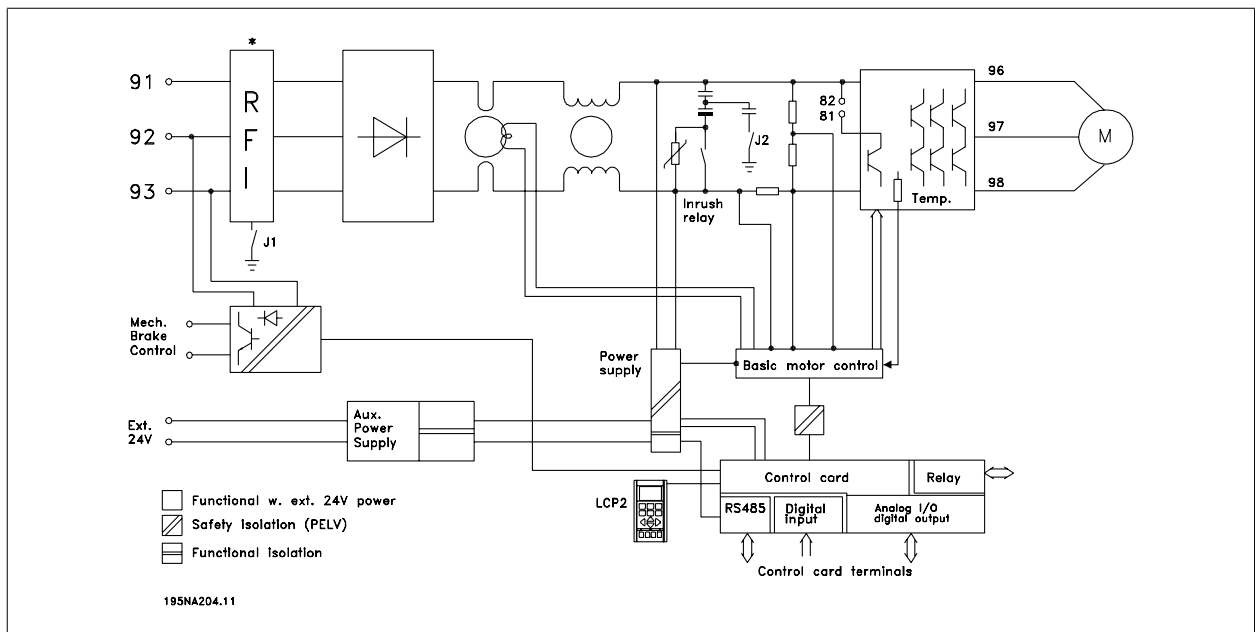 *
91
92
93
R
F
I
J1
J2
82
81
96
97
98
M
Temp.
Inrush
relay
Mech.
Brake
Control
Power
supply
Basic motor control
Ext.
24V
Aux.
Power
Supply
Control card
Relay
LCP2
RS485
Digital
input
Analog I/O
digital output
Control card terminals
Functional w. ext. 24V power
Safety isolation (PELV)
Functional isolation
195NA204.11